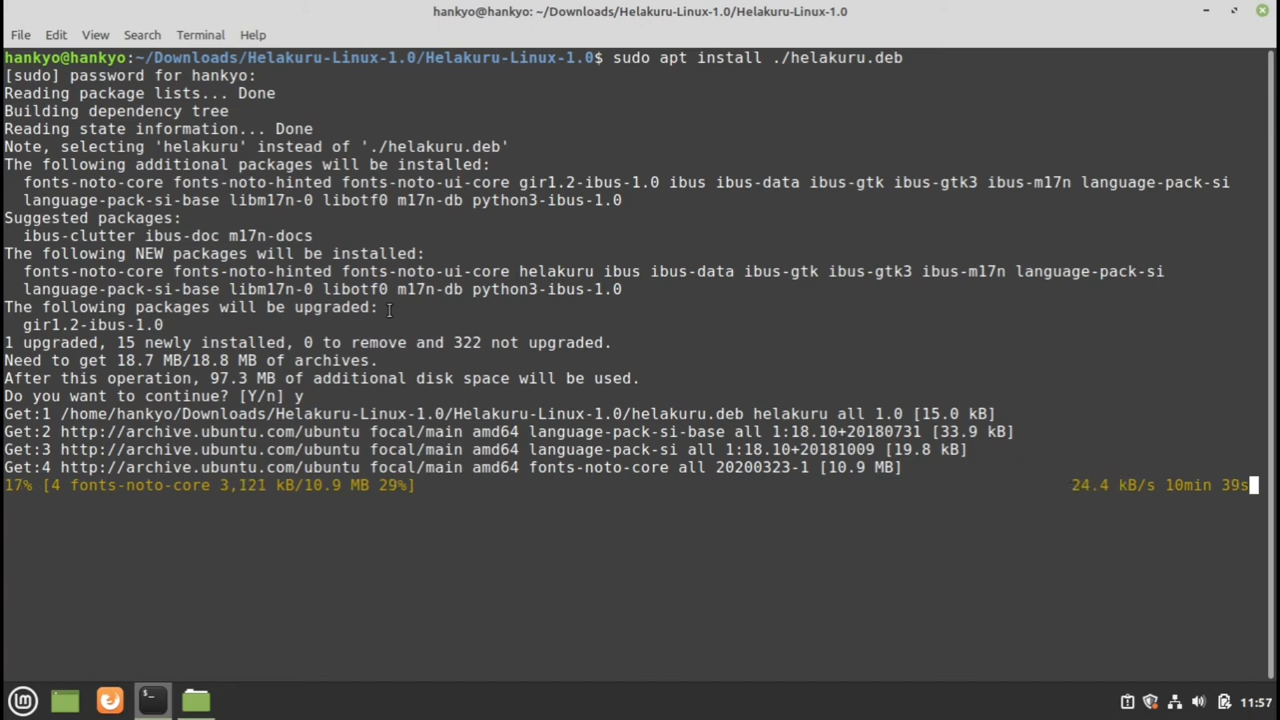 hankyo@hankyo: ~/Downloads/Helakuru-Linux-1.0/Helakuru-Linux-1.0
File Edit View Search Terminal Help
hankyo@hankyo:~/Downloads/Helakuru-Linux-1.0/Helakuru-Linux-1.0$ sudo apt install ./helakuru.deb
[sudo] password for hankyo:
Reading package lists... Done
Building dependency tree
Reading state information... Done
Note, selecting 'helakuru' instead of './helakuru.deb'
The following additional packages will be installed:
fonts-noto-core fonts-noto-hinted fonts-noto-ui-core gir1.2-ibus-1.0 ibus ibus-data ibus-gtk ibus-gtk3 ibus-m17n language-pack-si
language-pack-si-base libm17n-0 libotf0 m17n-db python3-ibus-1.0
Suggested packages:
ibus-clutter ibus-doc m17n-docs
The following NEW packages will be installed:
fonts-noto-core fonts-noto-hinted fonts-noto-ui-core helakuru ibus ibus-data ibus-gtk ibus-gtk3 ibus-m17n language-pack-si
language-pack-si-base libm17n-0 libotf0 m17n-db python3-ibus-1.0
The following packages will be upgraded:
gir1.2-ibus-1.0
1 upgraded, 15 newly installed, 0 to remove and 322 not upgraded.
Need to get 18.7 MB/18.8 MB of archives.
After this operation, 97.3 MB of additional disk space will be used.
Do you want to continue? [Y/n] y
Get:1 /home/hankyo/Downloads/Helakuru-Linux-1.0/Helakuru-Linux-1.0/helakuru.deb helakuru all 1.0 [15.0 kB]
Get:2 http://archive.ubuntu.com/ubuntu focal/main amd64 language-pack-si-base all 1:18.10+20180731 [33.9 kB]
Get:3 http://archive.ubuntu.com/ubuntu focal/main amd64 language-pack-si all 1:18.10+20181009 [19.8 kB]
Get:4 http://archive.ubuntu.com/ubuntu focal/main amd64 fonts-noto-core all 20200323-1 [10.9 MB]
17% [4 fonts-noto-core 3,121 kB/10.9 MB 29%] 24.4 kB/s 10min 39s
11:57